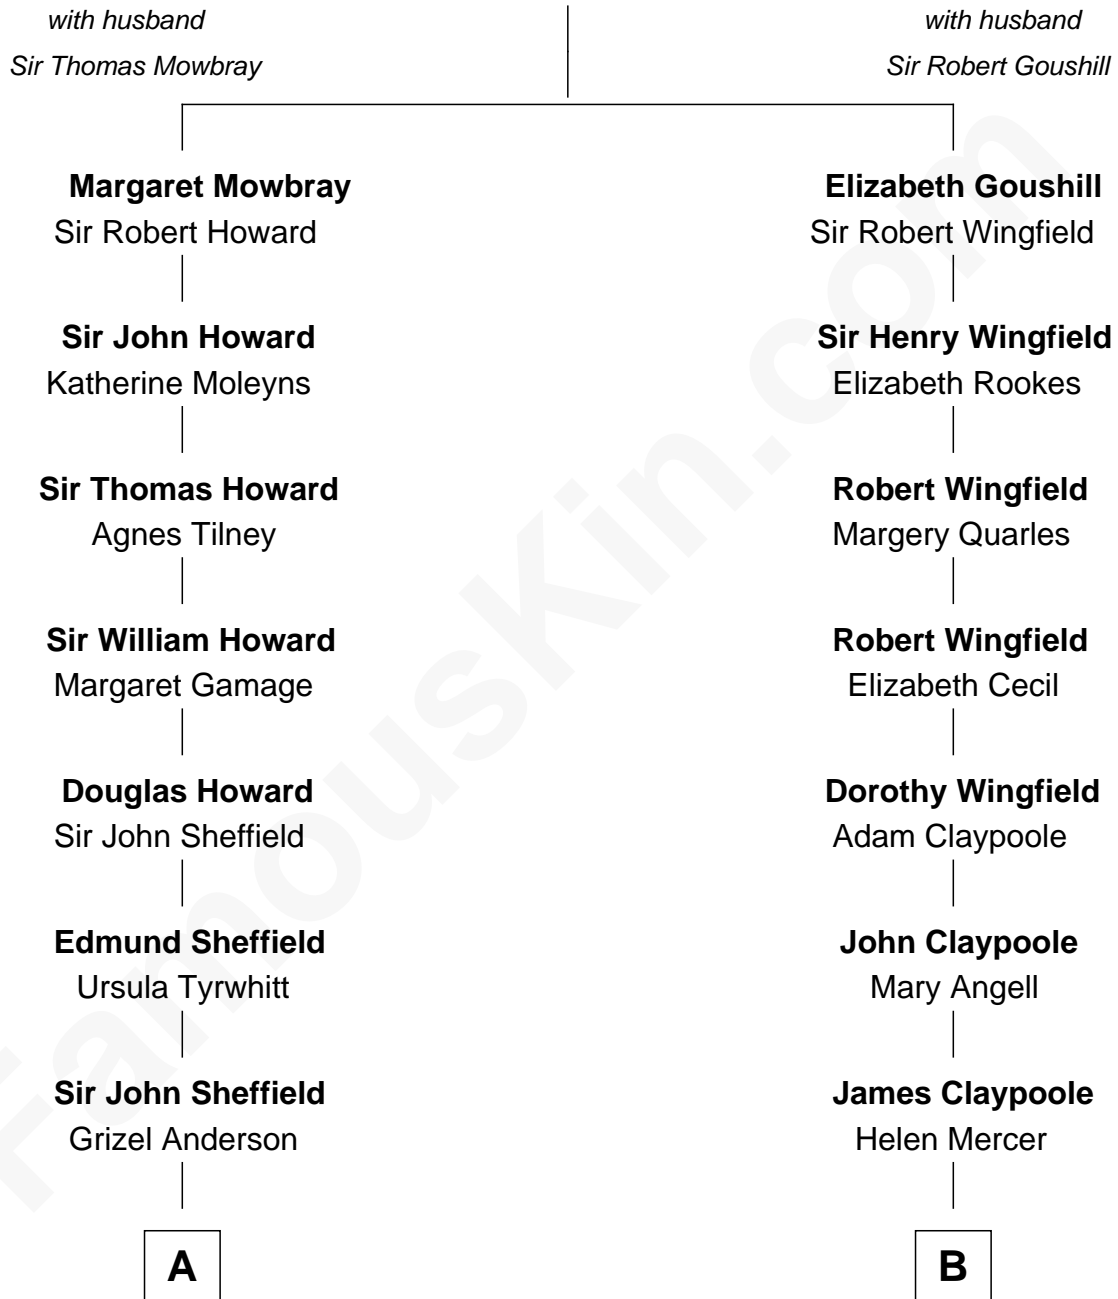 with husband
Sir Thomas Mowbray
with husband
Sir Robert Goushill
Margaret Mowbray
Sir Robert Howard
Elizabeth Goushill
Sir Robert Wingfield
Sir John Howard
Katherine Moleyns
Sir Henry Wingfield
Elizabeth Rookes
Sir Thomas Howard
Agnes Tilney
Robert Wingfield
Margery Quarles
Sir William Howard
Margaret Gamage
Robert Wingfield
Elizabeth Cecil
Douglas Howard
Sir John Sheffield
Dorothy Wingfield
Adam Claypoole
Edmund Sheffield
Ursula Tyrwhitt
John Claypoole
Mary Angell
Sir John Sheffield
Grizel Anderson
James Claypoole
Helen Mercer
A
B
FamousKin.com